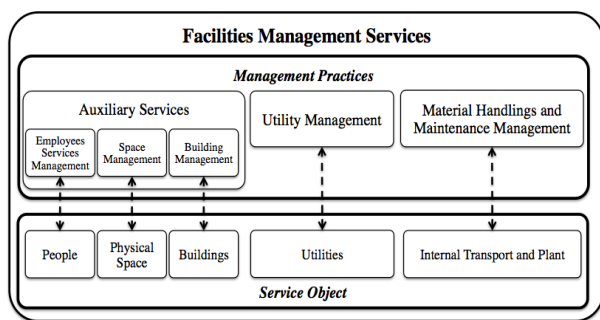 Facilities Management Services
Management Practices
Auxiliary Services
Employees
Services
Management
Space
Management
Building
Management
Utility Management
Material Handlings and
Maintenance Management
People
Physical
Space
Buildings
Utilities
Internal Transport and Plant
Service Object